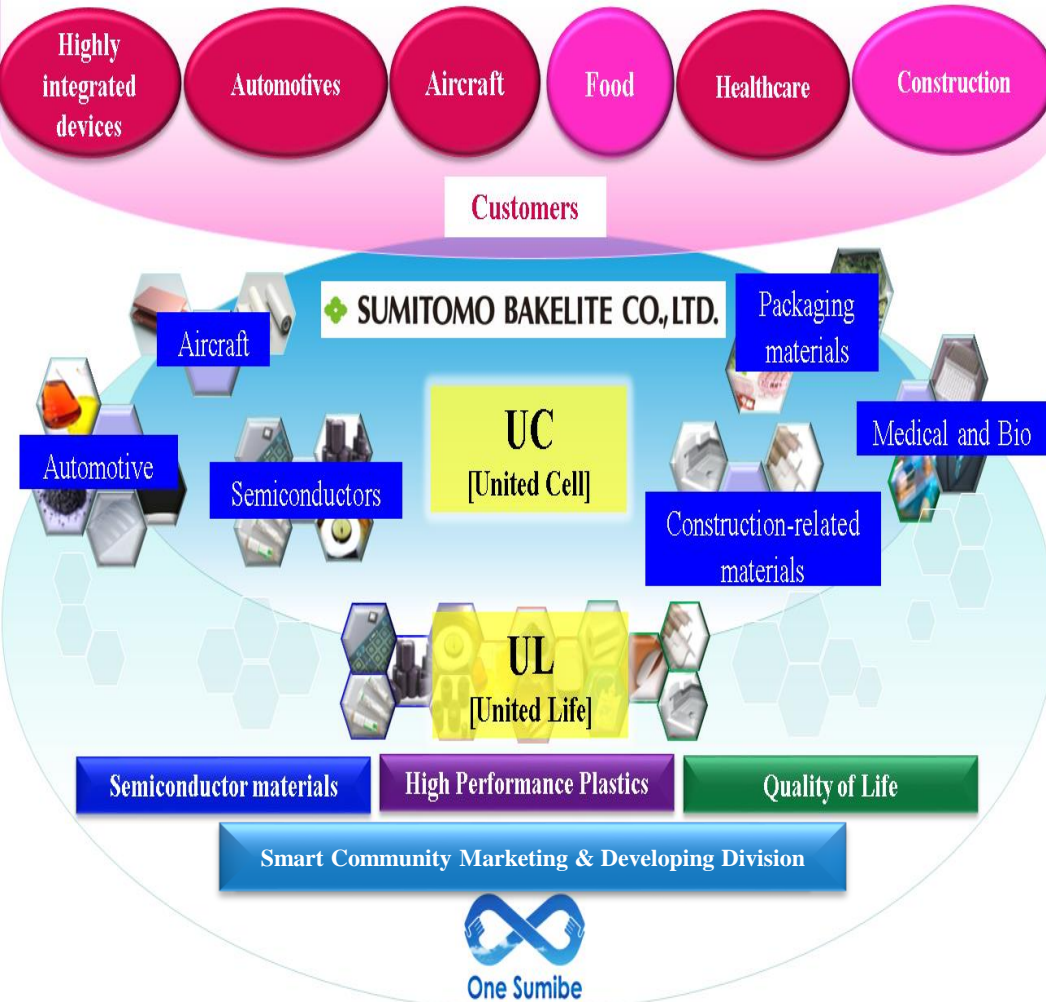 Highly
integrated
devices
Automotives
Aircraft
Food
Healthcare
Construction
Customers
SUMITOMO BAKELITE CO., LTD.
Aircraft
Packaging
materials
Automotive
Semiconductors
UC
[United Cell]
Medical and Bio
Construction-related
materials
UL
[United Life]
Semiconductor materials
High Performance Plastics
Quality of Life
Smart Community Marketing & Developing Division
One Sumibe